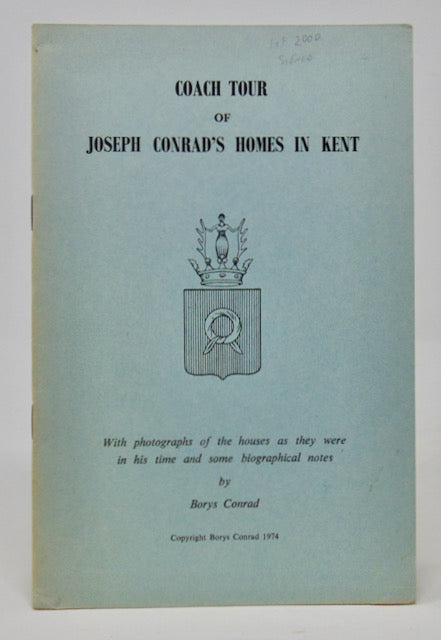 SIGNED
COACH TOUR
OF
JOSEPH CONRAD'S HOMES IN KENT
With photographs of the houses as they were
in his time and some biographical notes
by
Borys Conrad
Copyright Borys Conrad 1974